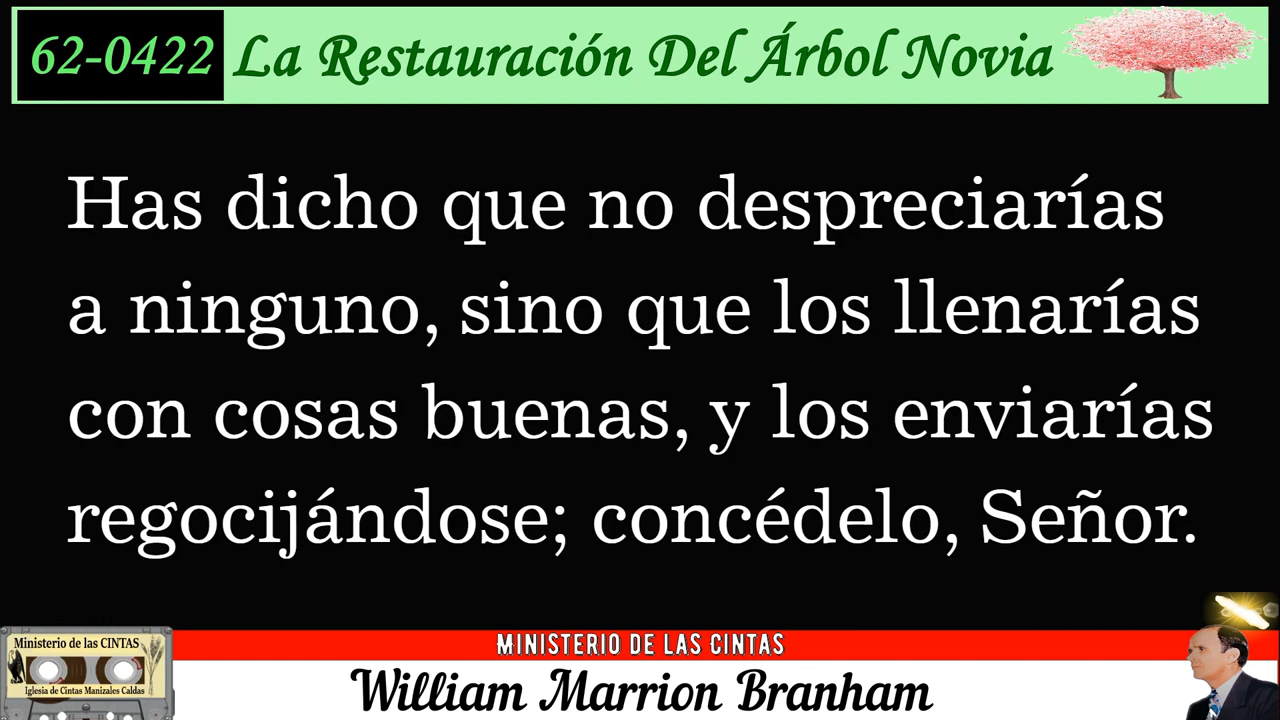 62-0422 La Restauración Del Árbol Novia
Has dicho que no despreciarías
a ninguno, sino que los llenarías
con cosas buenas, y los enviarías
regocijándose; concédelo, Señor.
Ministerio de las CINTAS
Iglesia de Cintas Manizales Caldas
MINISTERIO DE LAS CINTAS
William Marrion Branham